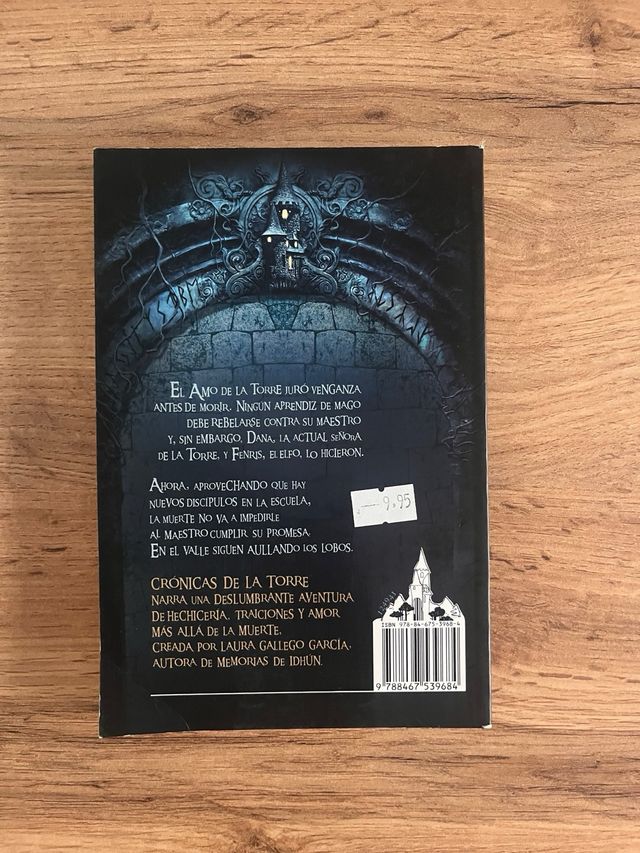 El Amo de la Torre juró venganza
antes de morir. Ningún aprendiz de mago
debe rebelarse contra su maestro
y, sin embargo, Dana, la actual señora
de la Torre, y Fenris, el elfo, lo hicieron.
Ahora, aprovechando que hay
nuevos discípulos en la escuela,
la muerte no va a impedirle
al Maestro cumplir su promesa.
En el valle siguen aullando los lobos.
9,95
CRÓNICAS DE LA TORRE
narra una deslumbrante aventura
de hechicería, traiciones y amor
más allá de la muerte,
creada por Laura Gallego García,
autora de Memorias de Idhún.
ISBN 978-84-675-3968-4
9 788467 539684